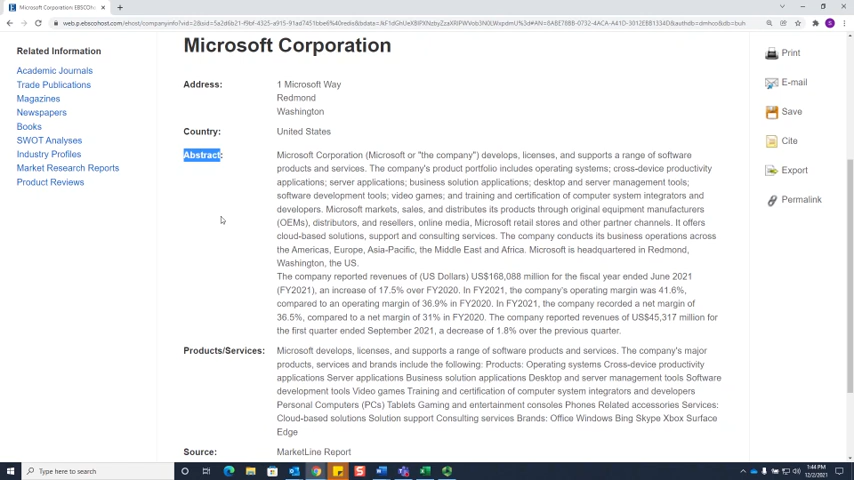 Microsoft Corporation: EBSCOH
web.p.ebscohost.com
Related Information
Academic Journals
Trade Publications
Magazines
Newspapers
Books
SWOT Analyses
Industry Profiles
Market Research Reports
Product Reviews
Microsoft Corporation
Address: 1 Microsoft Way
Redmond
Washington
Country: United States
Abstract: Microsoft Corporation (Microsoft or "the company") develops, licenses, and supports a range of software
products and services. The company's product portfolio includes operating systems; cross-device productivity
applications; server applications; business solution applications; desktop and server management tools;
software development tools; video games; and training and certification of computer system integrators and
developers. Microsoft markets, sales, and distributes its products through original equipment manufacturers
(OEMs), distributors, and resellers, online media, Microsoft retail stores and other partner channels. It offers
cloud-based solutions, support and consulting services. The company conducts its business operations across
the Americas, Europe, Asia-Pacific, the Middle East and Africa. Microsoft is headquartered in Redmond,
Washington, the US.
The company reported revenues of (US Dollars) US$168,088 million for the fiscal year ended June 2021
(FY2021), an increase of 17.5% over FY2020. In FY2021, the company's operating margin was 41.6%,
compared to an operating margin of 36.9% in FY2020. In FY2021, the company recorded a net margin of
36.5%, compared to a net margin of 31% in FY2020. The company reported revenues of US$45,317 million for
the first quarter ended September 2021, a decrease of 1.8% over the previous quarter.
Products/Services: Microsoft develops, licenses, and supports a range of software products and services. The company's major
products, services and brands include the following: Products: Operating systems Cross-device productivity
applications Server applications Business solution applications Desktop and server management tools Software
development tools Video games Training and certification of computer system integrators and developers
Personal Computers (PCs) Tablets Gaming and entertainment consoles Phones Related accessories Services:
Cloud-based solutions Solution support Consulting services Brands: Office Windows Bing Skype Xbox Surface
Edge
Source: MarketLine Report
Print
E-mail
Save
Cite
Export
Permalink
Type here to search
1:44 PM
12/2/2021